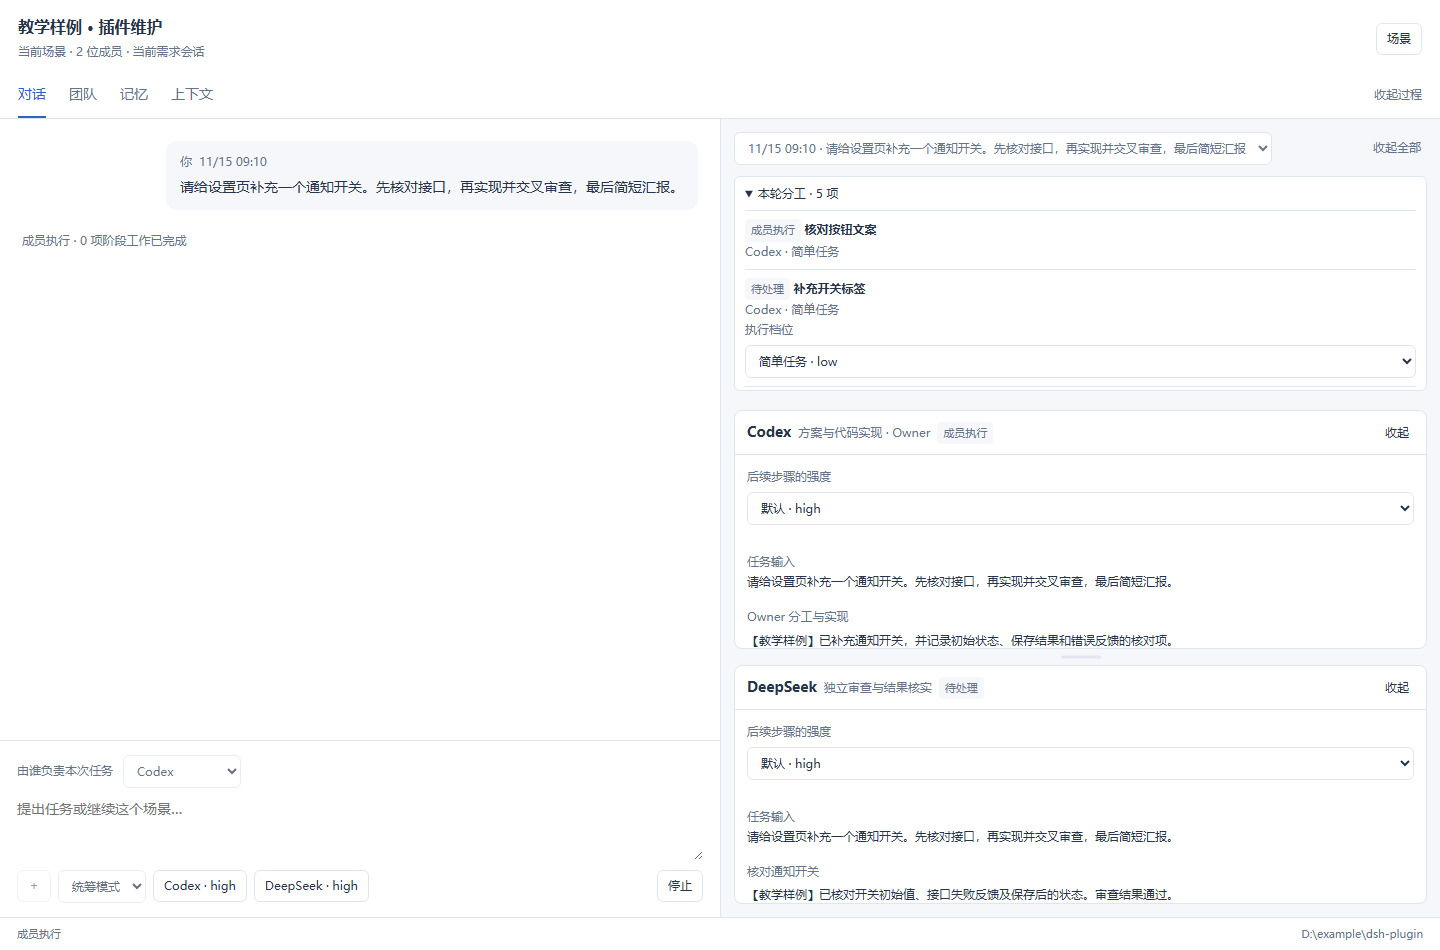 教学样例 • 插件维护
当前场景 · 2 位成员 · 当前需求会话
场景
对话
团队
记忆
上下文
收起过程
你 11/15 09:10
请给设置页补充一个通知开关。先核对接口，再实现并交叉审查，最后简短汇报。
成员执行 · 0 项阶段工作已完成
由谁负责本次任务 Codex
提出任务或继续这个场景...
+
统筹模式
Codex · high
DeepSeek · high
停止
11/15 09:10 · 请给设置页补充一个通知开关。先核对接口，再实现并交叉审查，最后简短汇报
收起全部
▼ 本轮分工 · 5 项
成员执行 核对按钮文案
Codex · 简单任务
待处理 补充开关标签
Codex · 简单任务
执行档位
简单任务 · low
Codex 方案与代码实现 · Owner 成员执行
收起
后续步骤的强度
默认 · high
任务输入
请给设置页补充一个通知开关。先核对接口，再实现并交叉审查，最后简短汇报。
Owner 分工与实现
【教学样例】已补充通知开关，并记录初始状态、保存结果和错误反馈的核对项。
DeepSeek 独立审查与结果核实 待处理
收起
后续步骤的强度
默认 · high
任务输入
请给设置页补充一个通知开关。先核对接口，再实现并交叉审查，最后简短汇报。
核对通知开关
【教学样例】已核对开关初始值、接口失败反馈及保存后的状态。审查结果通过。
成员执行
D:\example\dsh-plugin